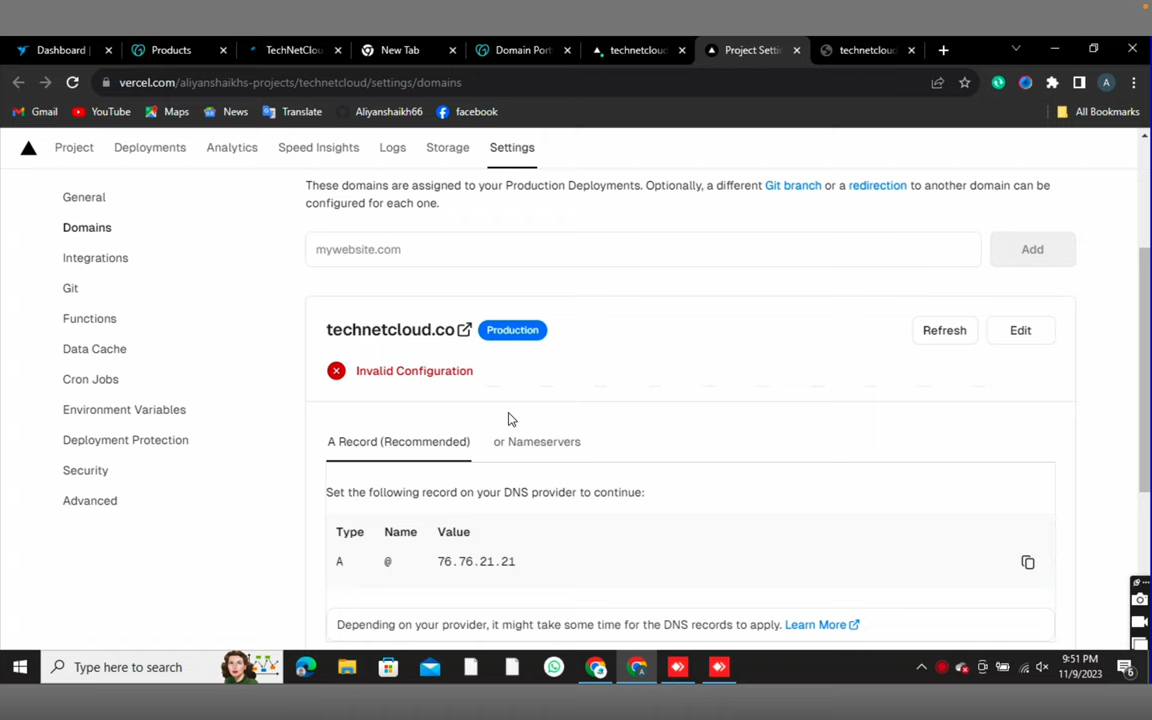 Dashboard
Products
TechNetClou
New Tab
Domain Port
technetcloud
Project Setti
technetcloud
vercel.com/aliyanshaikhs-projects/technetcloud/settings/domains
A
Gmail
YouTube
Maps
News
Translate
Aliyanshaikh66
facebook
All Bookmarks
Project
Deployments
Analytics
Speed Insights
Logs
Storage
Settings
General
Domains
Integrations
Git
Functions
Data Cache
Cron Jobs
Environment Variables
Deployment Protection
Security
Advanced
These domains are assigned to your Production Deployments. Optionally, a different Git branch or a redirection to another domain can be
configured for each one.
mywebsite.com
Add
technetcloud.co
Production
Refresh
Edit
Invalid Configuration
A Record (Recommended)
or Nameservers
Set the following record on your DNS provider to continue:
Type Name Value
A @ 76.76.21.21
Depending on your provider, it might take some time for the DNS records to apply. Learn More
Type here to search
9:51 PM
11/9/2023
6